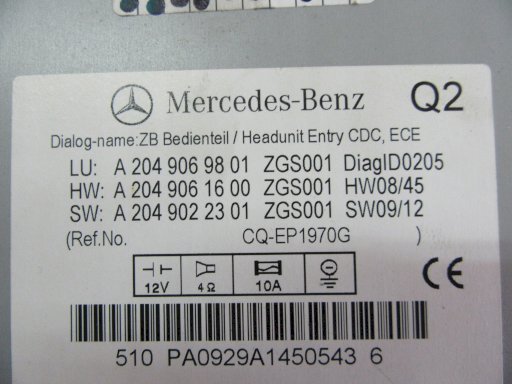 Mercedes-Benz Q2
Dialog-name:ZB Bedienteil / Headunit Entry CDC, ECE
LU: A 204 906 98 01 ZGS001 DiagID0205
HW: A 204 906 16 00 ZGS001 HW08/45
SW: A 204 902 23 01 ZGS001 SW09/12
(Ref.No. CQ-EP1970G )
12V 4Ω 10A CE
510 PA0929A1450543 6